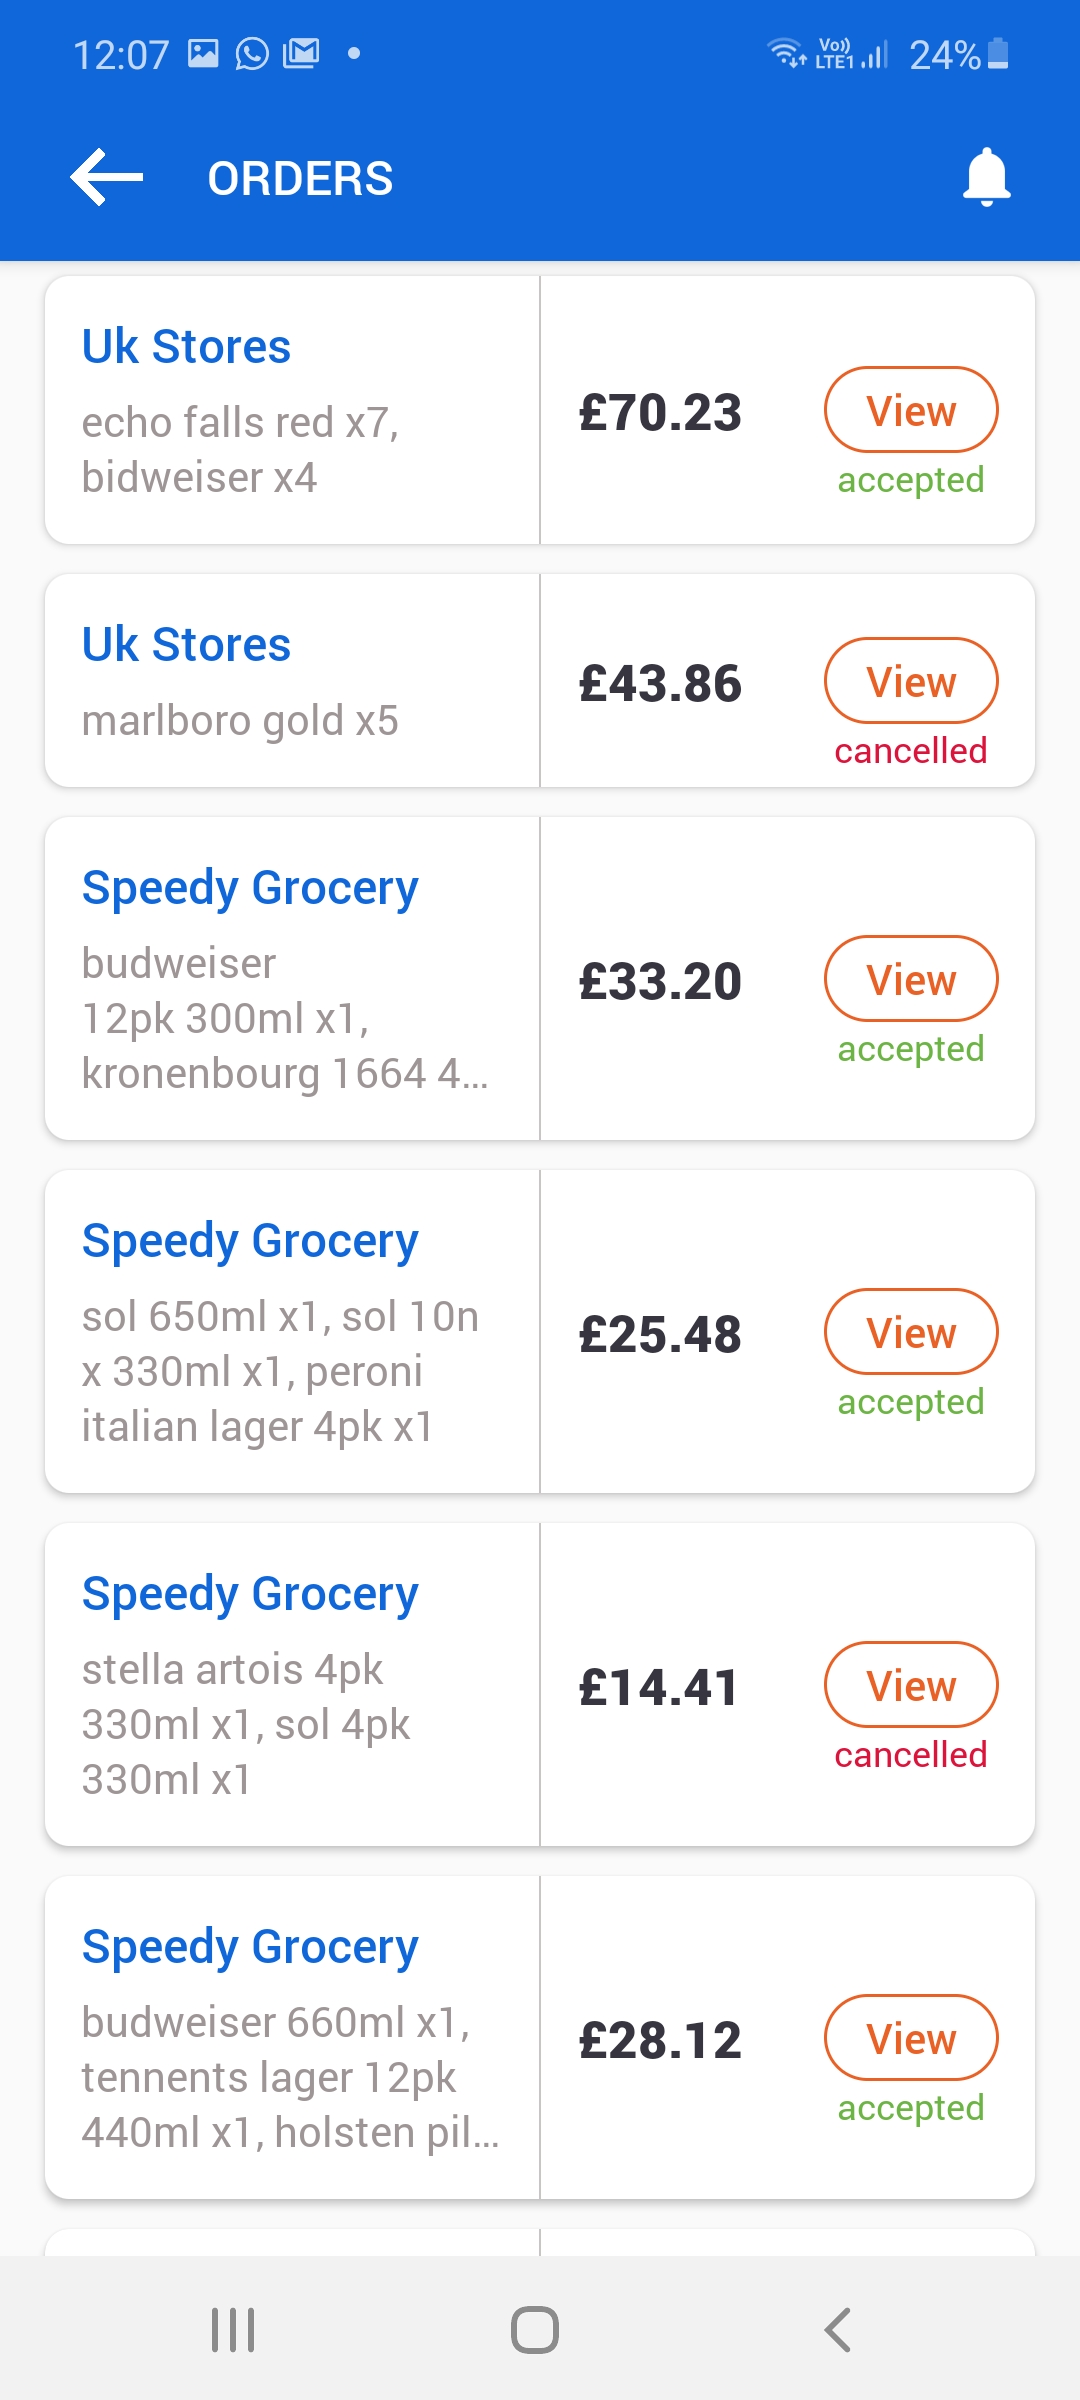 12:07
Vo)) LTE1 24%
ORDERS
Uk Stores
echo falls red x7,
bidweiser x4
£70.23
View
accepted
Uk Stores
marlboro gold x5
£43.86
View
cancelled
Speedy Grocery
budweiser
12pk 300ml x1,
kronenbourg 1664 4...
£33.20
View
accepted
Speedy Grocery
sol 650ml x1, sol 10n
x 330ml x1, peroni
italian lager 4pk x1
£25.48
View
accepted
Speedy Grocery
stella artois 4pk
330ml x1, sol 4pk
330ml x1
£14.41
View
cancelled
Speedy Grocery
budweiser 660ml x1,
tennents lager 12pk
440ml x1, holsten pil...
£28.12
View
accepted